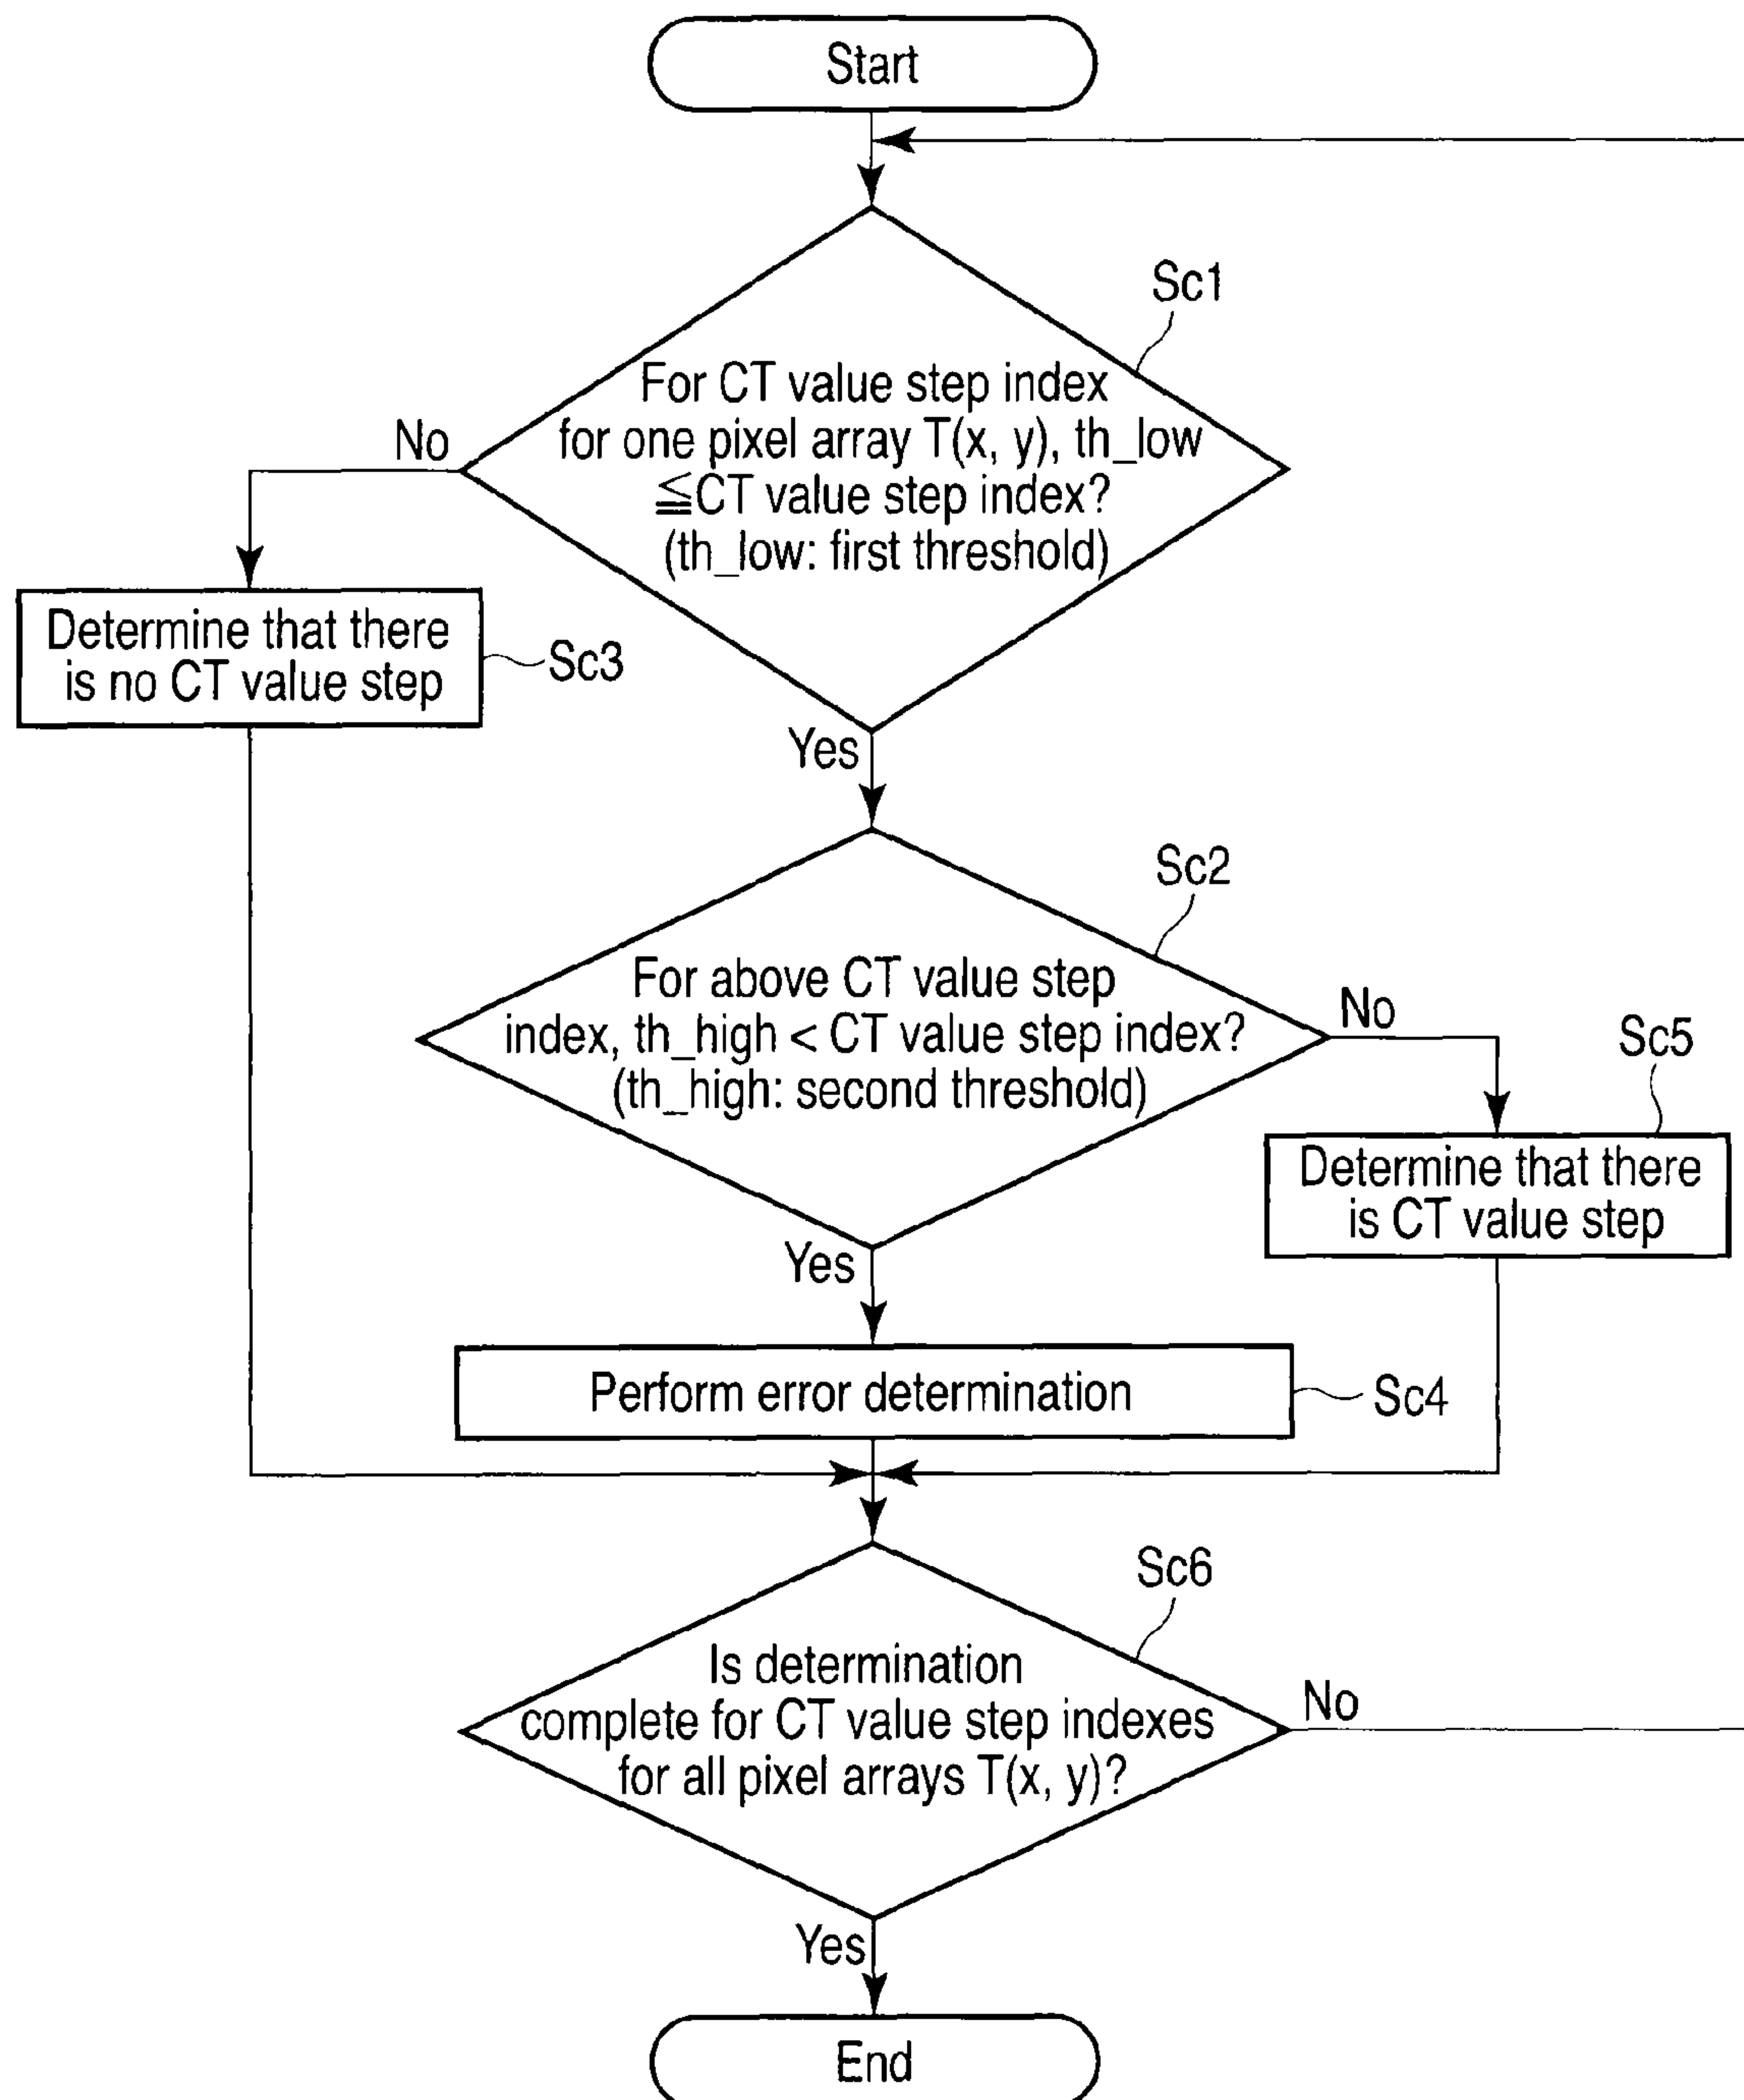 Start
Sc1
For CT value step index
for one pixel array T(x, y), th_low
≦CT value step index?
(th_low: first threshold)
No
Determine that there
is no CT value step
Sc3
Yes
Sc2
For above CT value step
index, th_high < CT value step index?
(th_high: second threshold)
No
Sc5
Determine that there
is CT value step
Yes
Perform error determination
Sc4
Sc6
Is determination
complete for CT value step indexes
for all pixel arrays T(x, y)?
No
Yes
End